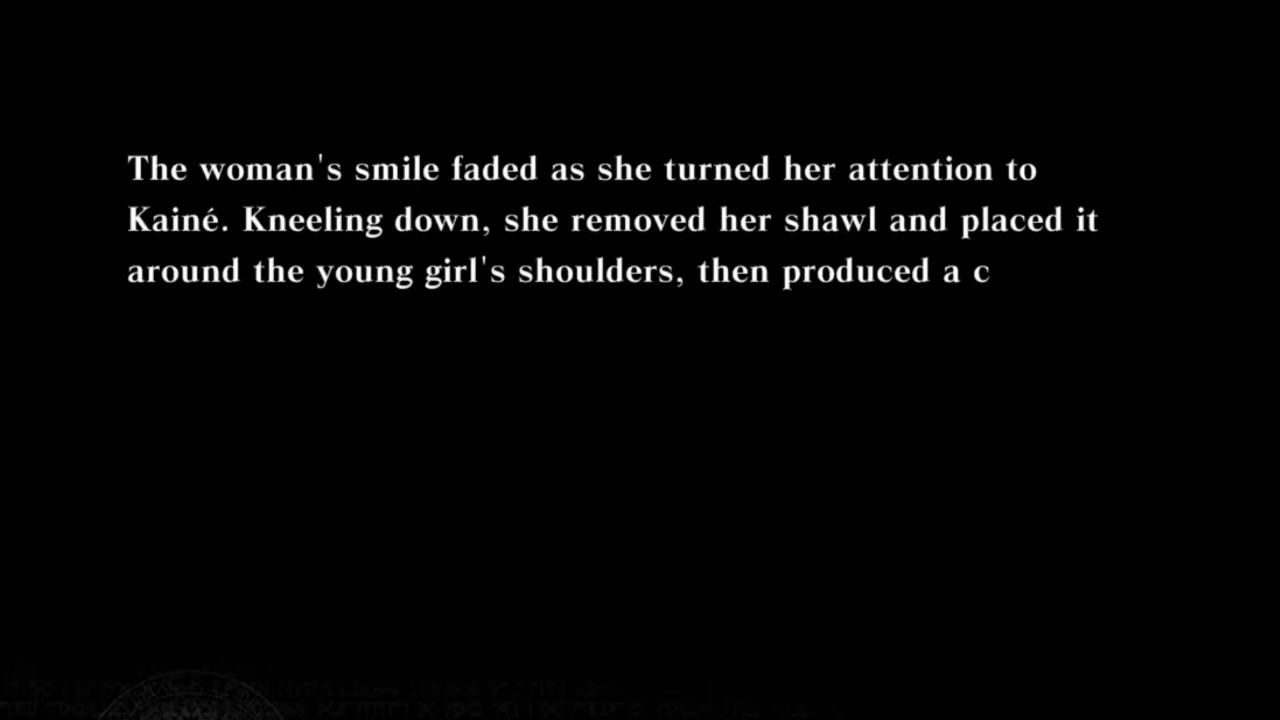 The woman's smile faded as she turned her attention to
Kainé. Kneeling down, she removed her shawl and placed it
around the young girl's shoulders, then produced a c